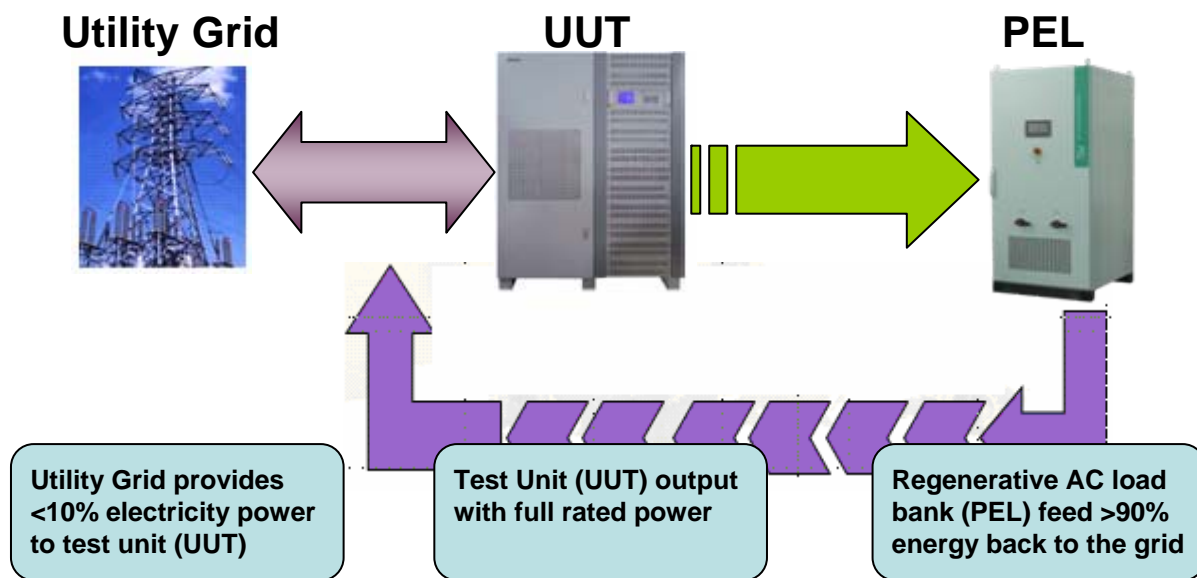 Utility Grid
UUT
PEL
Utility Grid provides
<10% electricity power
to test unit (UUT)
Test Unit (UUT) output
with full rated power
Regenerative AC load
bank (PEL) feed >90%
energy back to the grid